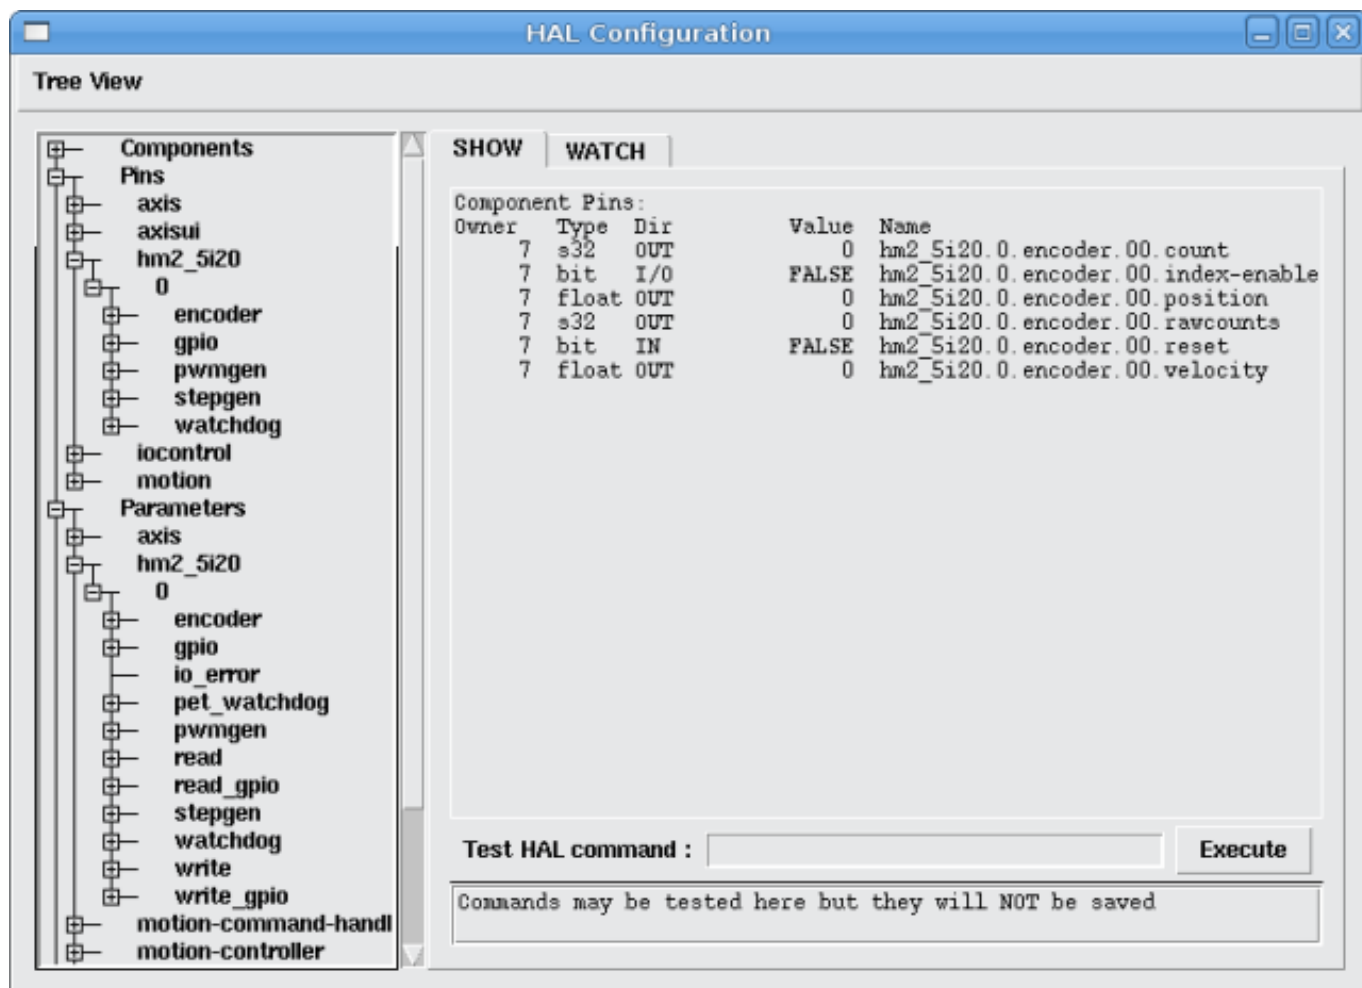 HAL Configuration
Tree View
Components
Pins
axis
axisui
hm2_5i20
0
encoder
gpio
pwmgen
stepgen
watchdog
iocontrol
motion
Parameters
axis
hm2_5i20
0
encoder
gpio
io_error
pet_watchdog
pwmgen
read
read_gpio
stepgen
watchdog
write
write_gpio
motion-command-handl
motion-controller
SHOW WATCH
Component Pins:
Owner Type Dir Value Name
7 s32 OUT 0 hm2_5i20.0.encoder.00.count
7 bit I/O FALSE hm2_5i20.0.encoder.00.index-enable
7 float OUT 0 hm2_5i20.0.encoder.00.position
7 s32 OUT 0 hm2_5i20.0.encoder.00.rawcounts
7 bit IN FALSE hm2_5i20.0.encoder.00.reset
7 float OUT 0 hm2_5i20.0.encoder.00.velocity
Test HAL command : Execute
Commands may be tested here but they will NOT be saved